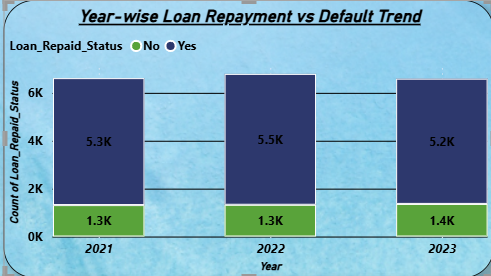 Year-wise Loan Repayment vs Default Trend
Loan_Repaid_Status No Yes
Count of Loan_Repaid_Status
6K
4K
2K
0K
5.3K
5.5K
5.2K
1.3K
1.3K
1.4K
2021
2022
2023
Year